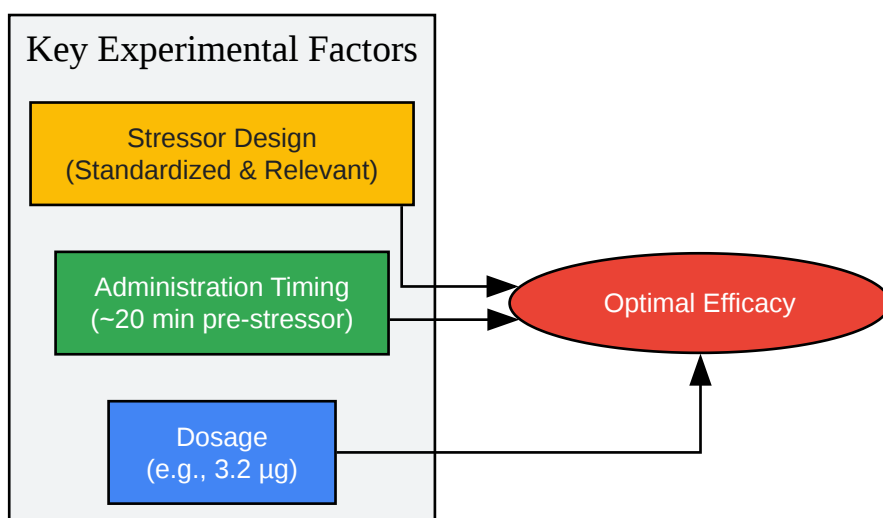 Key Experimental Factors
Stressor Design
(Standardized & Relevant)
Administration Timing
(~20 min pre-stressor)
Optimal Efficacy
Dosage
(e.g., 3.2 µg)